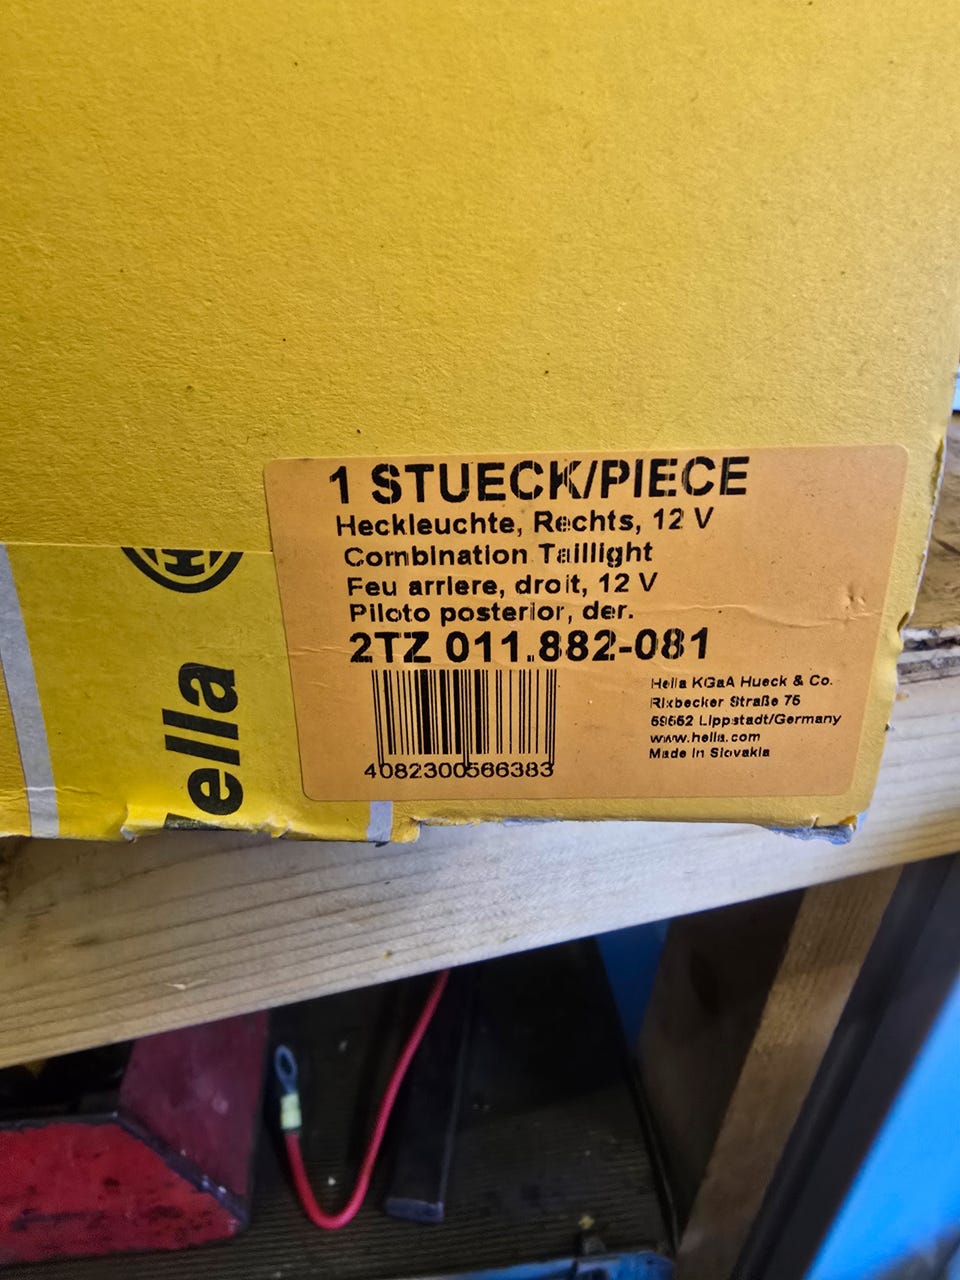 1 STUECK/PIECE
Heckleuchte, Rechts, 12 V
Combination Taillight
Feu arriere, droit, 12 V
Piloto posterior, der.
2TZ 011.882-081
4082300566383
Hella KGaA Hueck & Co.
Rixbecker Straße 75
59552 Lippstadt/Germany
www.hella.com
Made in Slovakia
ella